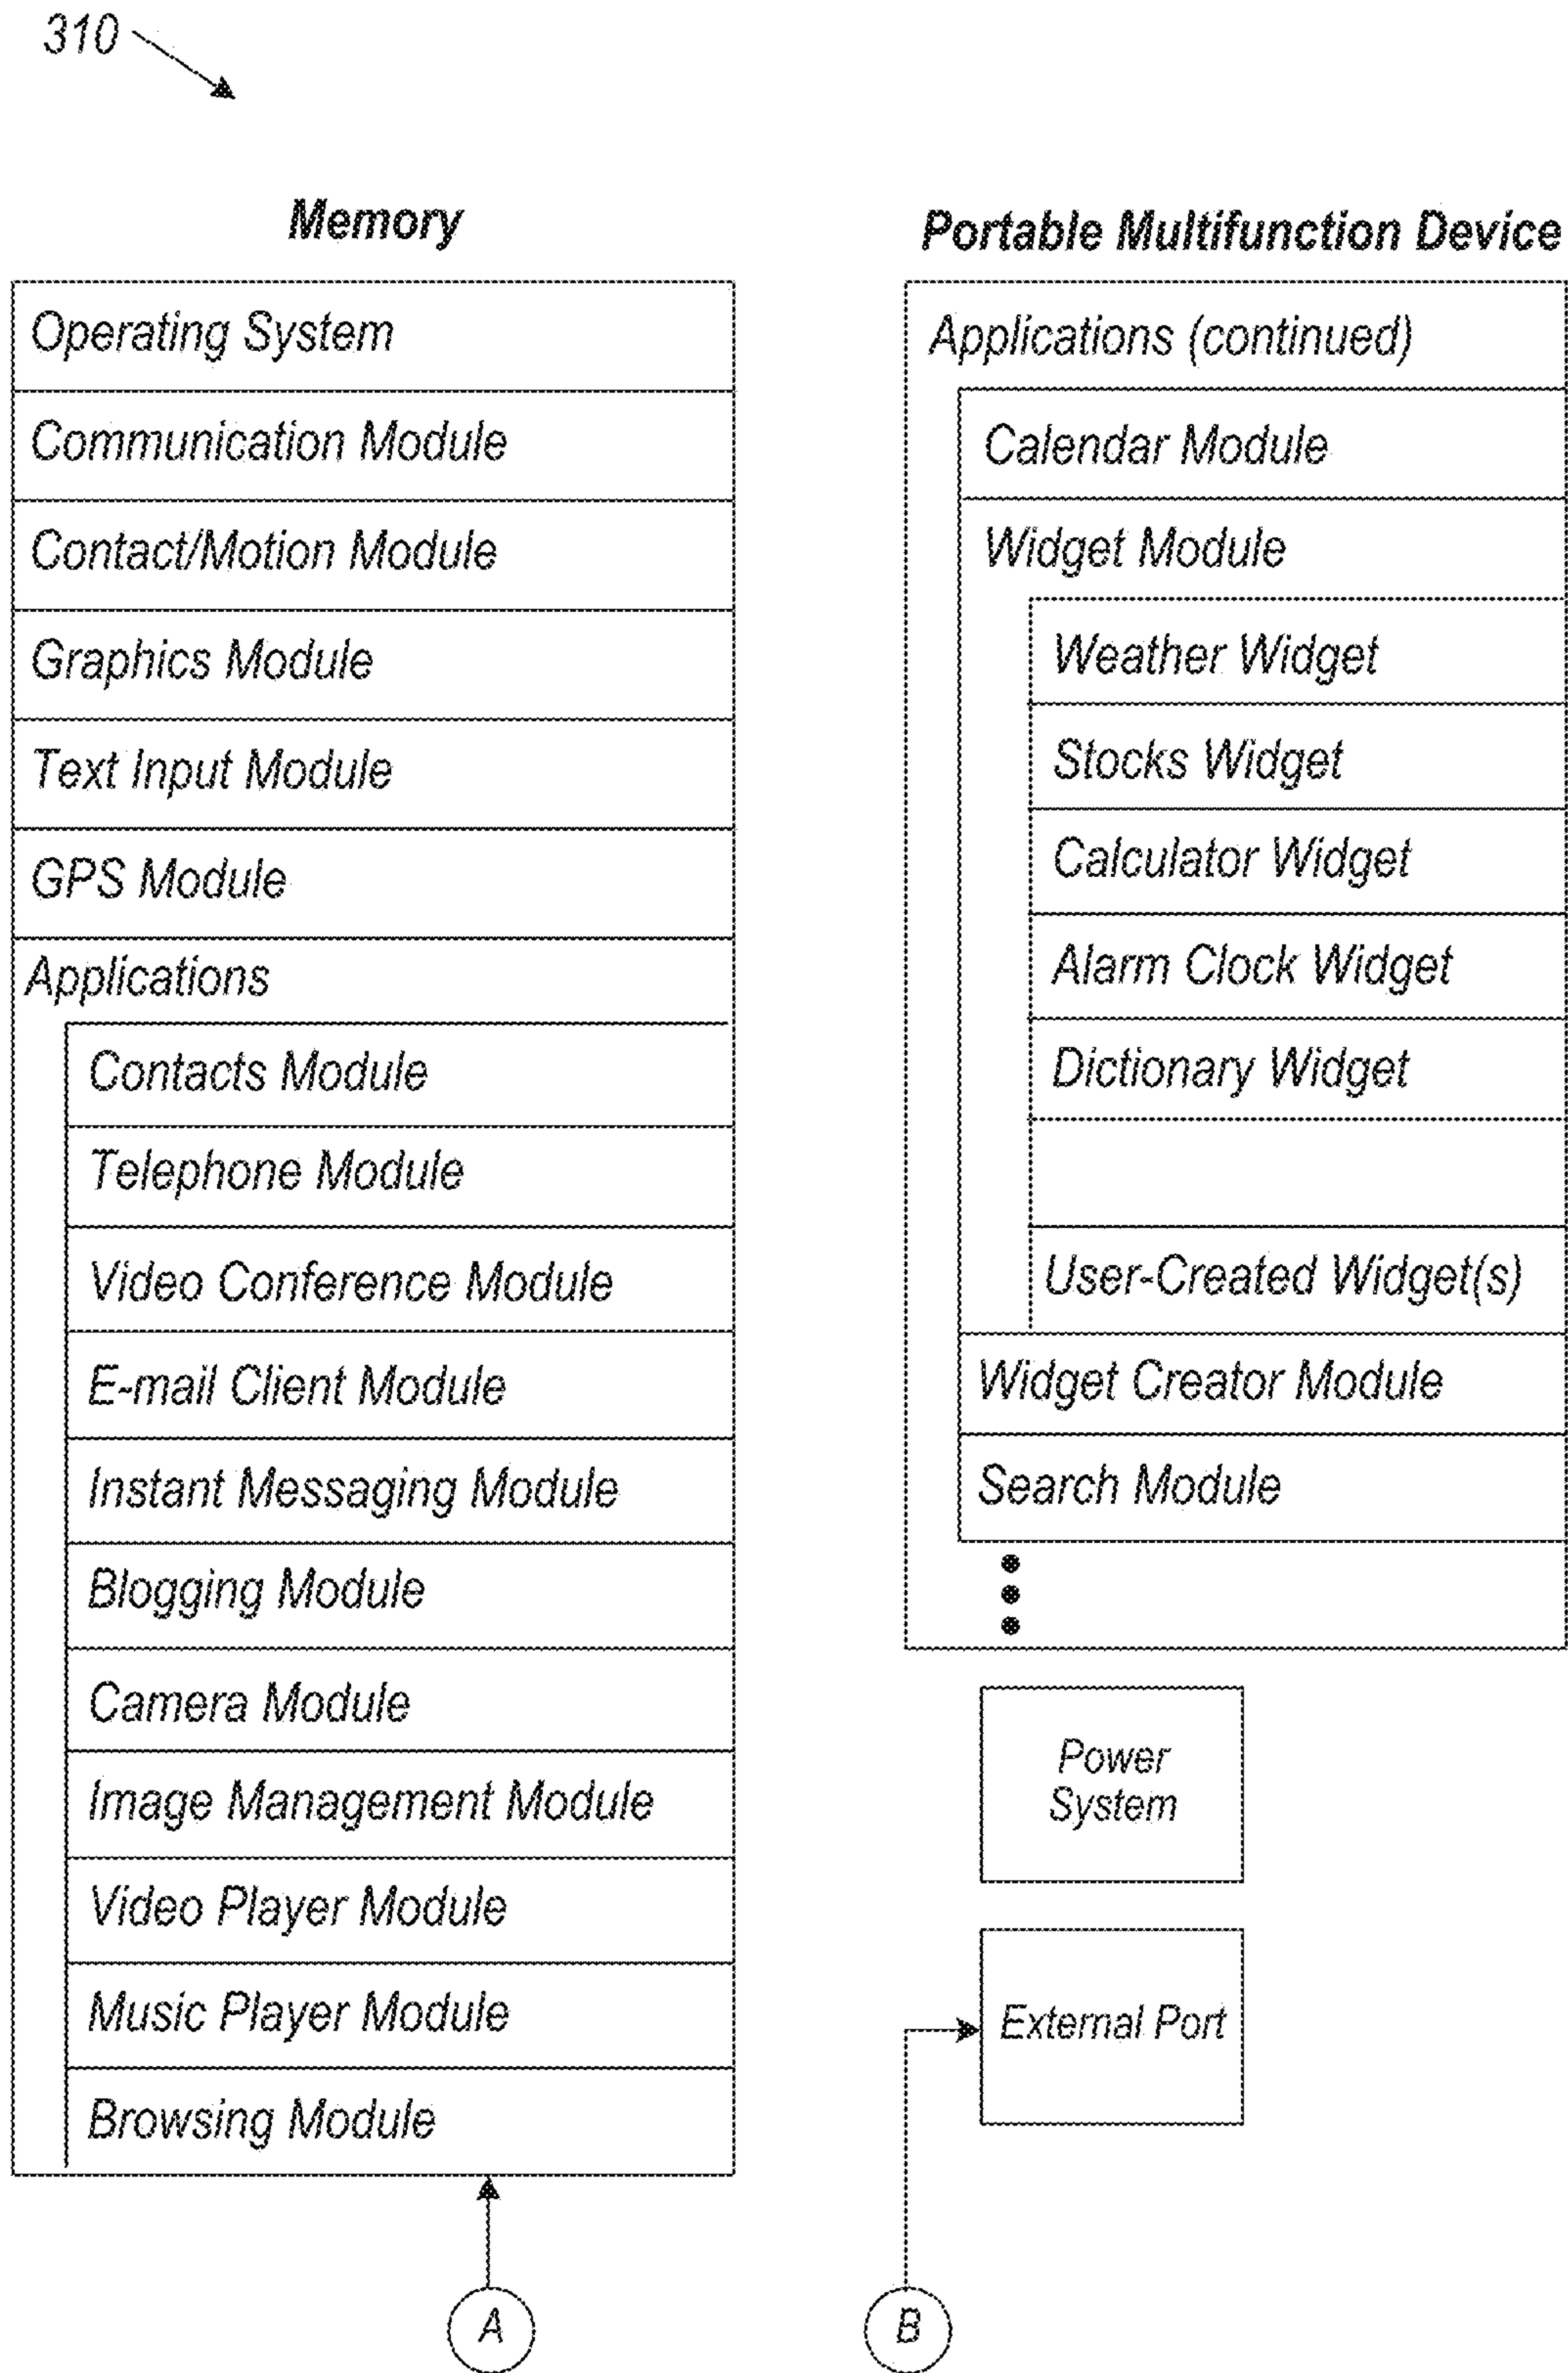 310
Memory
Operating System
Communication Module
Contact/Motion Module
Graphics Module
Text Input Module
GPS Module
Applications
Contacts Module
Telephone Module
Video Conference Module
E-mail Client Module
Instant Messaging Module
Blogging Module
Camera Module
Image Management Module
Video Player Module
Music Player Module
Browsing Module
A
Portable Multifunction Device
Applications (continued)
Calendar Module
Widget Module
Weather Widget
Stocks Widget
Calculator Widget
Alarm Clock Widget
Dictionary Widget
User-Created Widget(s)
Widget Creator Module
Search Module
Power
System
External Port
B